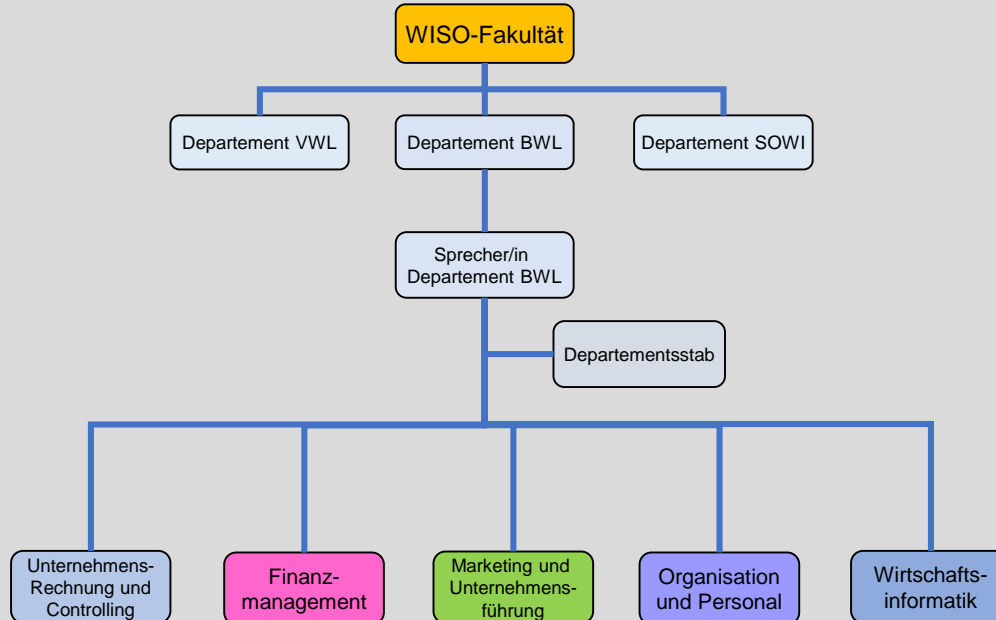 WISO-Fakultät
Departement VWL
Departement BWL
Departement SOWI
Sprecher/in
Departement BWL
Departementsstab
Unternehmens-
Rechnung und
Controlling
Finanz-
management
Marketing und
Unternehmens-
führung
Organisation
und Personal
Wirtschafts-
informatik